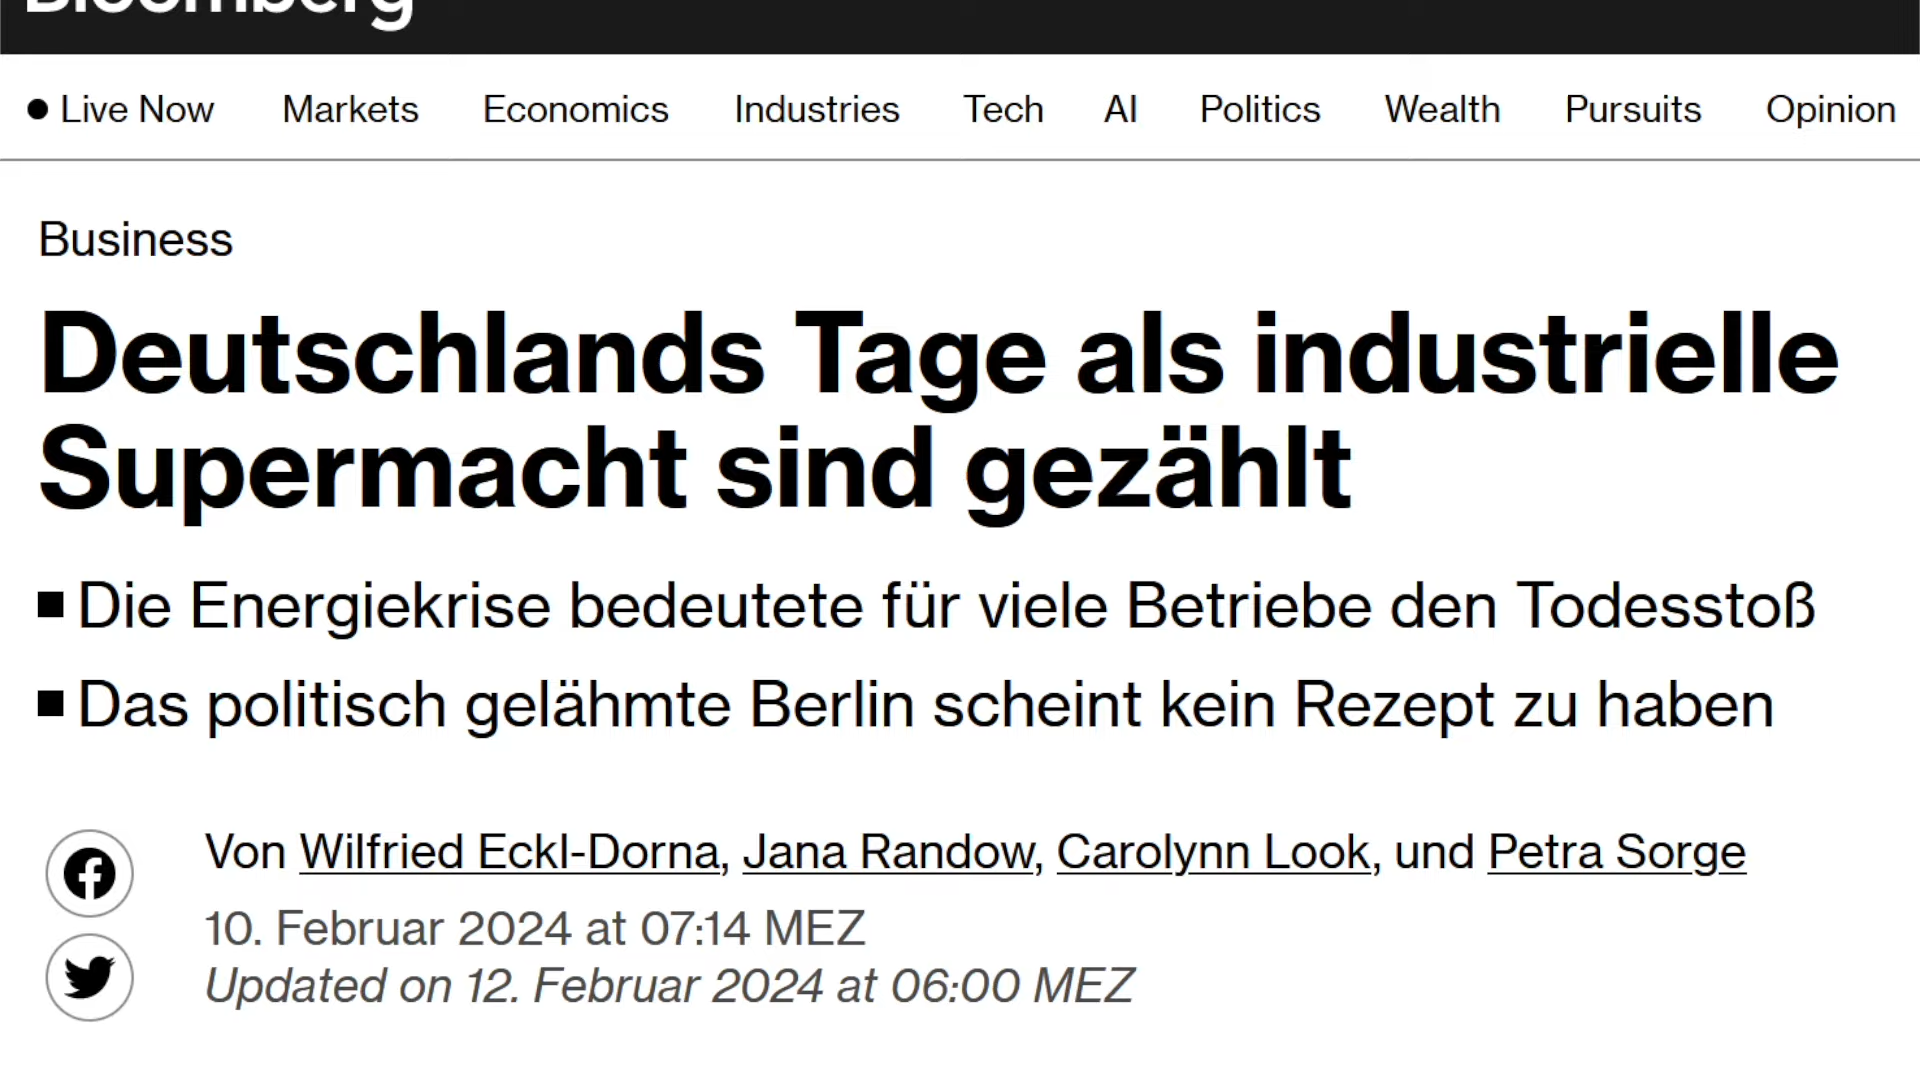 Bloomberg
Live Now Markets Economics Industries Tech AI Politics Wealth Pursuits Opinion
Business
Deutschlands Tage als industrielle
Supermacht sind gezählt
Die Energiekrise bedeutete für viele Betriebe den Todesstoß
Das politisch gelähmte Berlin scheint kein Rezept zu haben
Von Wilfried Eckl-Dorna, Jana Randow, Carolynn Look, und Petra Sorge
10. Februar 2024 at 07:14 MEZ
Updated on 12. Februar 2024 at 06:00 MEZ